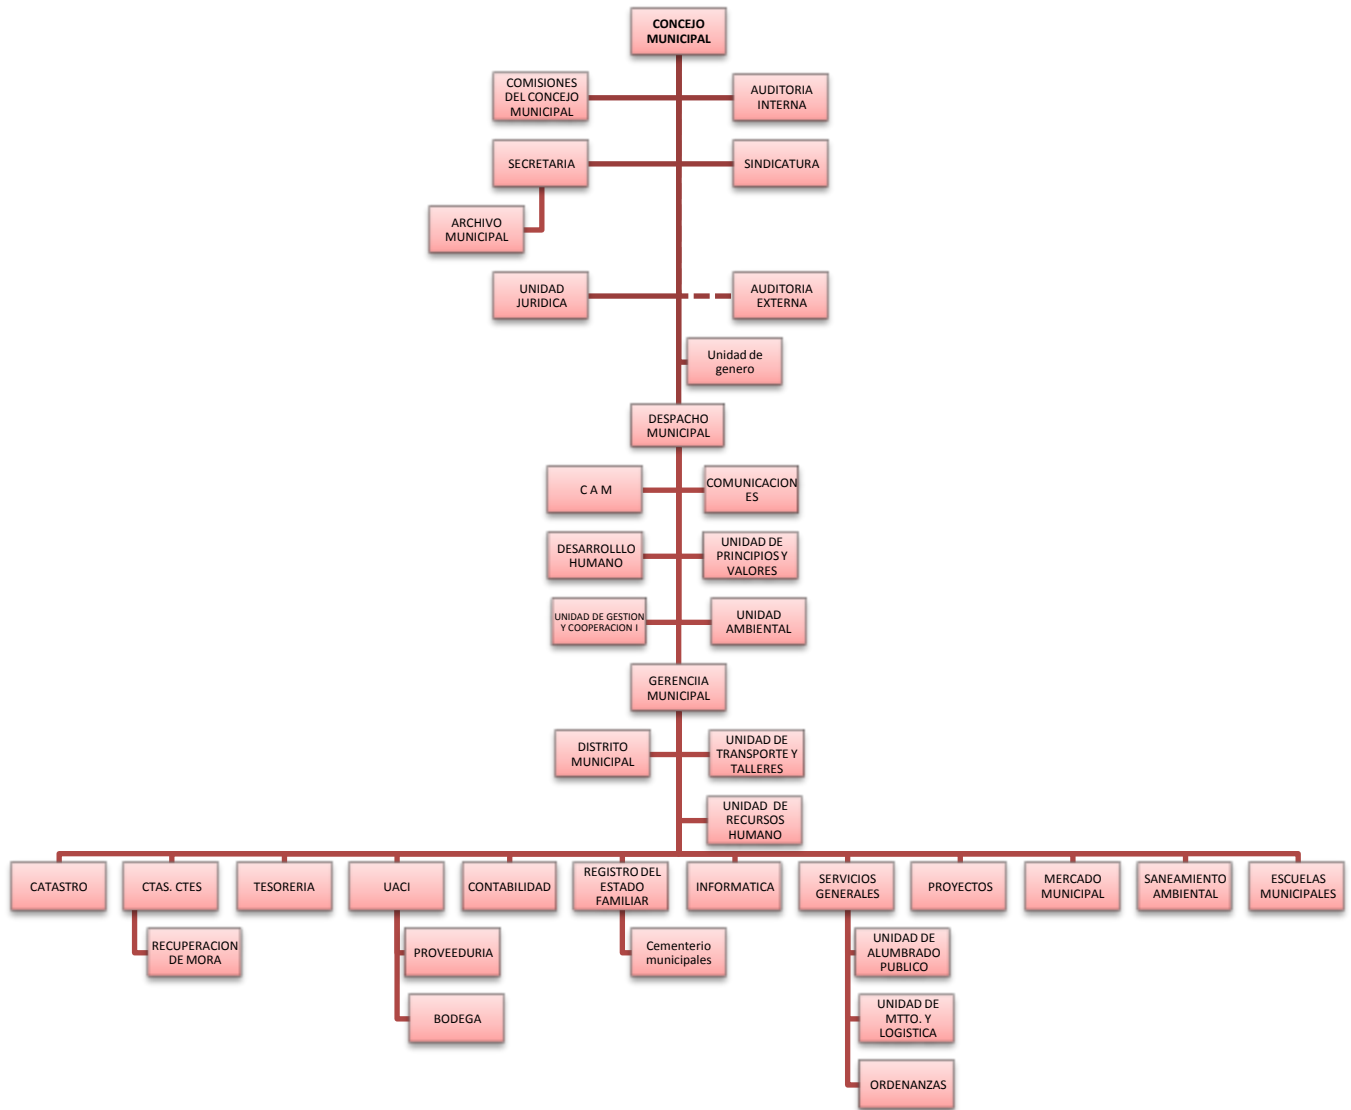 CONCEJO
MUNICIPAL
COMISIONES
DEL CONCEJO
MUNICIPAL
AUDITORIA
INTERNA
SECRETARIA
SINDICATURA
ARCHIVO
MUNICIPAL
UNIDAD
JURIDICA
AUDITORIA
EXTERNA
Unidad de
genero
DESPACHO
MUNICIPAL
C A M
COMUNICACION
ES
DESARROLLLO
HUMANO
UNIDAD DE
PRINCIPIOS Y
VALORES
UNIDAD DE GESTION
Y COOPERACION I
UNIDAD
AMBIENTAL
GERENCIIA
MUNICIPAL
DISTRITO
MUNICIPAL
UNIDAD DE
TRANSPORTE Y
TALLERES
UNIDAD DE
RECURSOS
HUMANO
CATASTRO
CTAS. CTES
TESORERIA
UACI
CONTABILIDAD
REGISTRO DEL
ESTADO
FAMILIAR
INFORMATICA
SERVICIOS
GENERALES
PROYECTOS
MERCADO
MUNICIPAL
SANEAMIENTO
AMBIENTAL
ESCUELAS
MUNICIPALES
RECUPERACION
DE MORA
PROVEEDURIA
Cementerio
municipales
UNIDAD DE
ALUMBRADO
PUBLICO
BODEGA
UNIDAD DE
MTTO. Y
LOGISTICA
ORDENANZAS